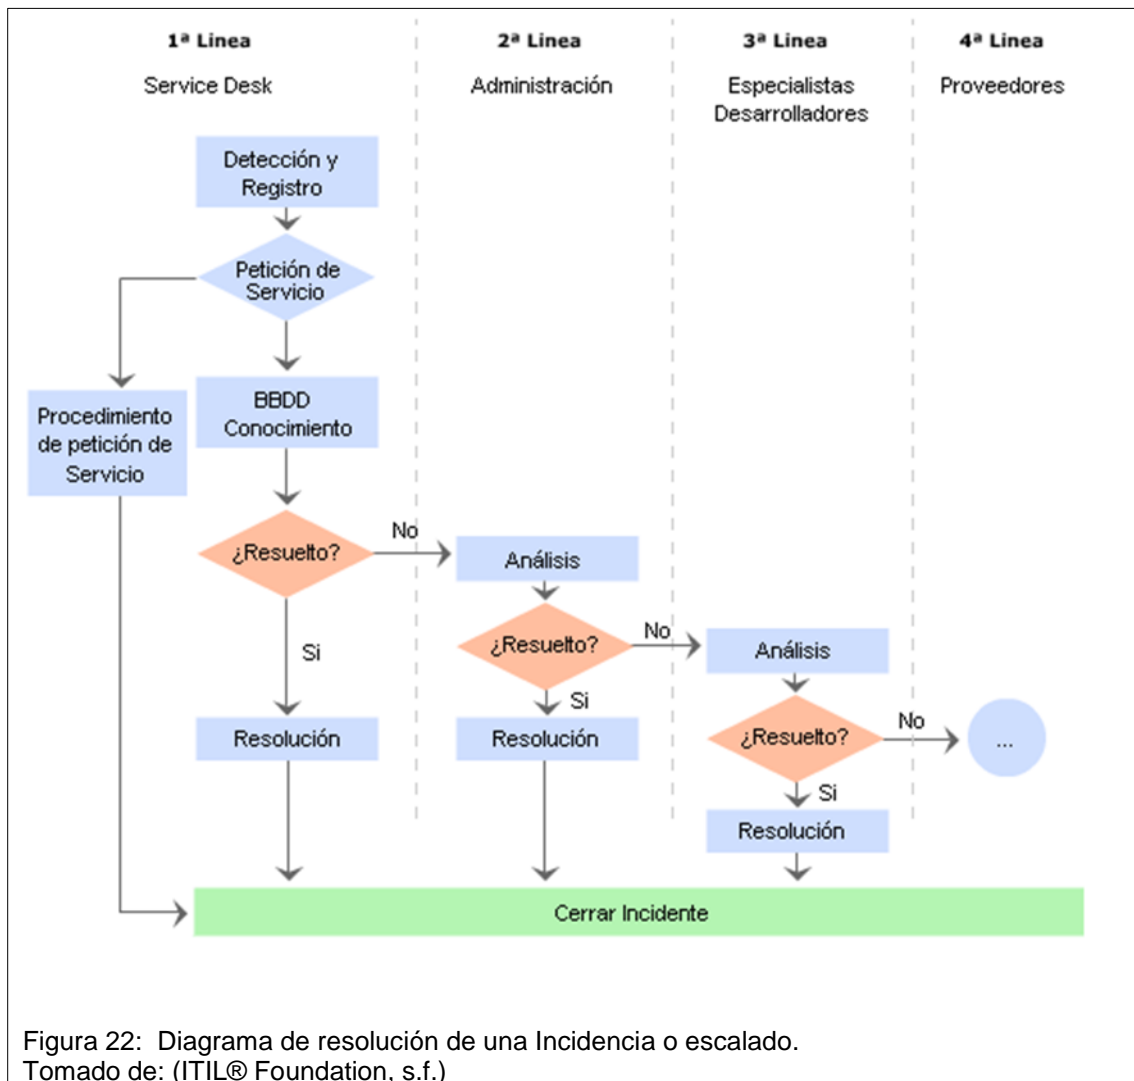 1ª Linea
Service Desk
2ª Linea
Administración
3ª Linea
Especialistas
Desarrolladores
4ª Linea
Proveedores
Detección y
Registro
Petición de
Servicio
Procedimiento
de petición de
Servicio
BBDD
Conocimiento
¿Resuelto?
No
Si
Resolución
Análisis
¿Resuelto?
No
Si
Resolución
Análisis
¿Resuelto?
No
Si
Resolución
...
Cerrar Incidente
Figura 22: Diagrama de resolución de una Incidencia o escalado.
Tomado de: (ITIL® Foundation, s.f.)